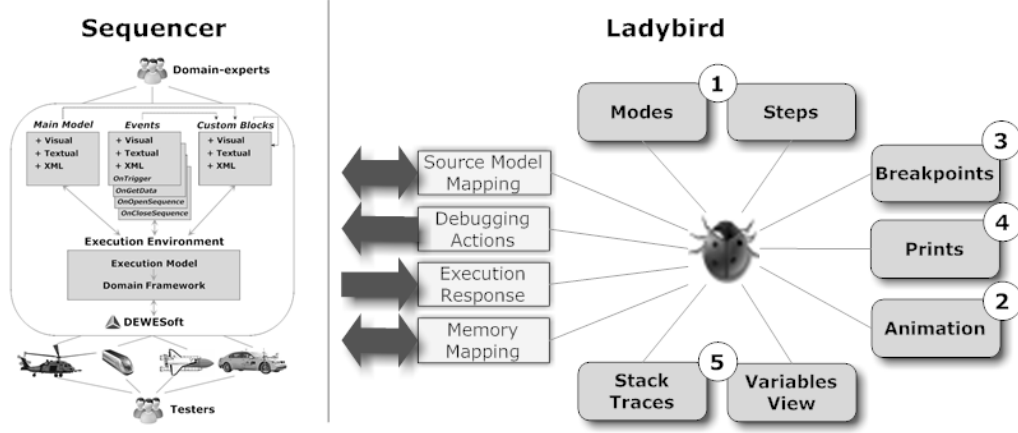 Sequencer
Domain-experts
Main Model
+ Visual
+ Textual
+ XML
Events
+ Visual
+ Textual
+ XML
OnTrigger
OnGetData
OnOpenSequence
OnCloseSequence
Custom Blocks
+ Visual
+ Textual
+ XML
Execution Environment
Execution Model
Domain Framework
DEWESoft
Testers
Ladybird
1
Modes
Steps
3
Breakpoints
4
Prints
2
Animation
5
Stack
Traces
Variables
View
Source Model
Mapping
Debugging
Actions
Execution
Response
Memory
Mapping